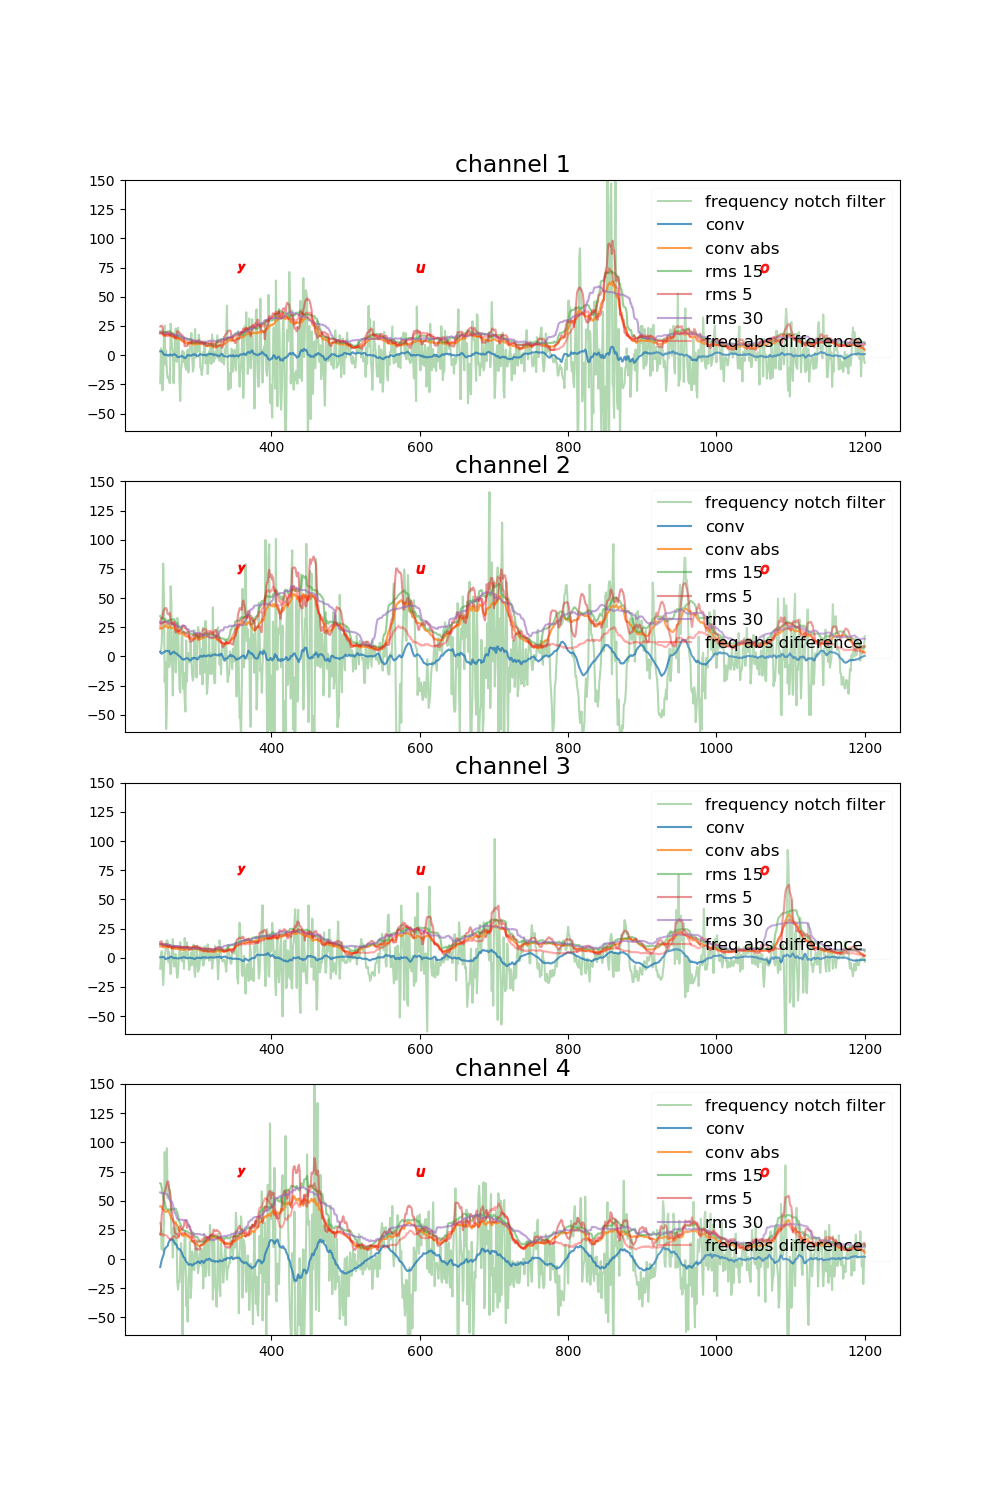 channel 1
150
125
100
75
50
25
0
−25
−50
y
u
o
frequency notch filter
conv
conv abs
rms 15
rms 5
rms 30
freq abs difference
400 600 800 1000 1200
channel 2
150
125
100
75
50
25
0
−25
−50
y
u
o
frequency notch filter
conv
conv abs
rms 15
rms 5
rms 30
freq abs difference
400 600 800 1000 1200
channel 3
150
125
100
75
50
25
0
−25
−50
y
u
o
frequency notch filter
conv
conv abs
rms 15
rms 5
rms 30
freq abs difference
400 600 800 1000 1200
channel 4
150
125
100
75
50
25
0
−25
−50
y
u
o
frequency notch filter
conv
conv abs
rms 15
rms 5
rms 30
freq abs difference
400 600 800 1000 1200